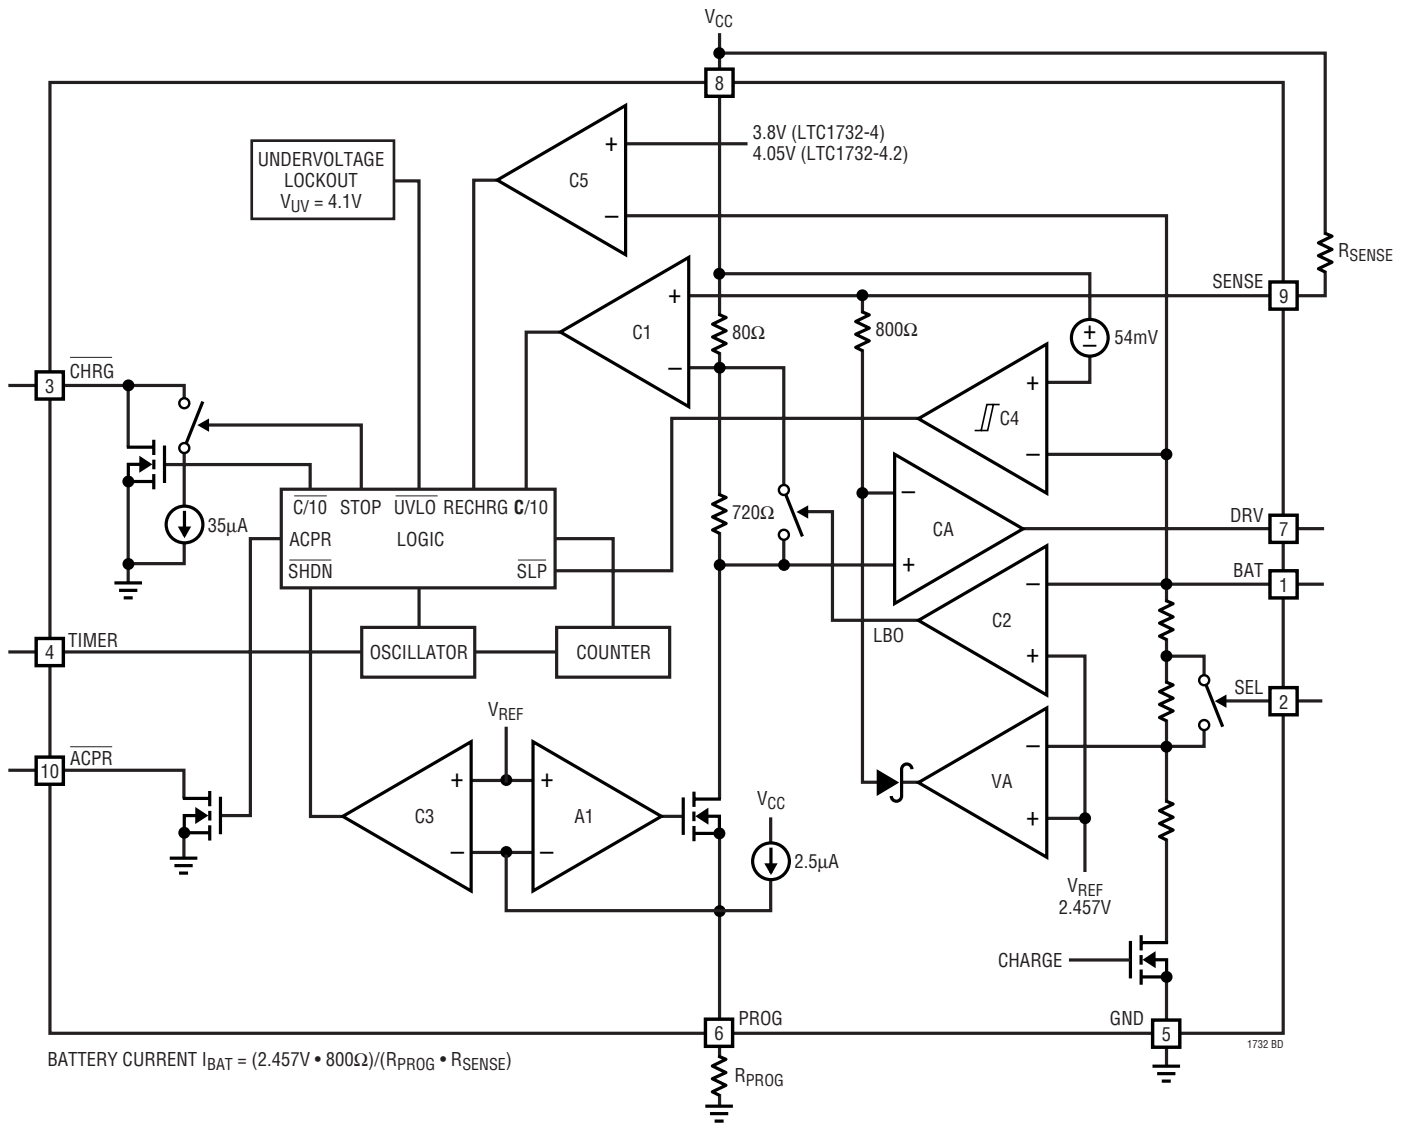 VCC
8
3.8V (LTC1732-4)
4.05V (LTC1732-4.2)
UNDERVOLTAGE
LOCKOUT
VUV = 4.1V
+
C5
−
RSENSE
SENSE
9
+
C1
−
80Ω
800Ω
+
−
54mV
3
CHRG
+
C4
−
35µA
C/10 STOP UVLO RECHRG C/10
ACPR LOGIC
SHDN SLP
720Ω
−
CA
+
DRV
7
BAT
1
−
C2
+
LBO
4
TIMER
OSCILLATOR
COUNTER
SEL
2
VREF
10
ACPR
+
C3
−
+
A1
−
VCC
2.5µA
−
VA
+
VREF
2.457V
CHARGE
6
PROG
GND
5
1732 BD
BATTERY CURRENT IBAT = (2.457V • 800Ω)/(RPROG • RSENSE)
RPROG